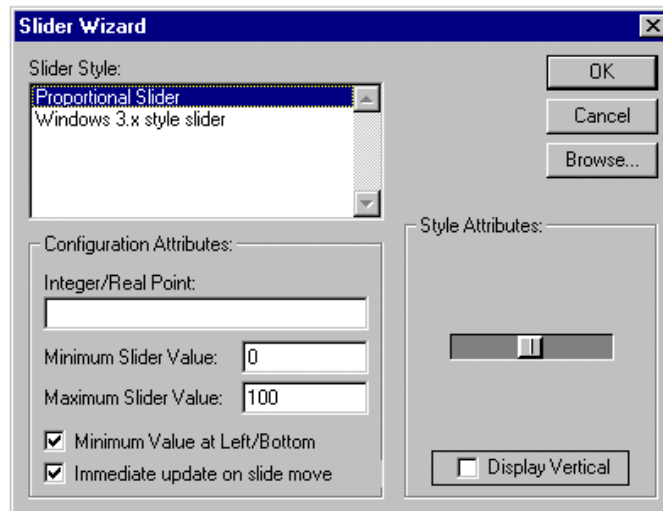 Slider Wizard
Slider Style:
Proportional Slider
Windows 3.x style slider
OK
Cancel
Browse...
Configuration Attributes:
Integer/Real Point:
Minimum Slider Value: 0
Maximum Slider Value: 100
Minimum Value at Left/Bottom
Immediate update on slide move
Style Attributes:
Display Vertical